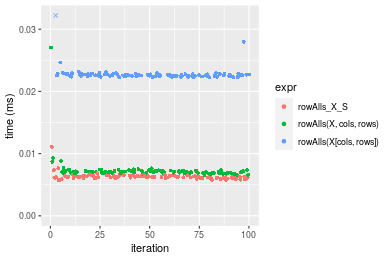 0.03
0.02
0.01
0.00
time (ms)
0 25 50 75 100
iteration
expr
rowAlls_X_S
rowAlls(X, cols, rows)
rowAlls(X[cols, rows])